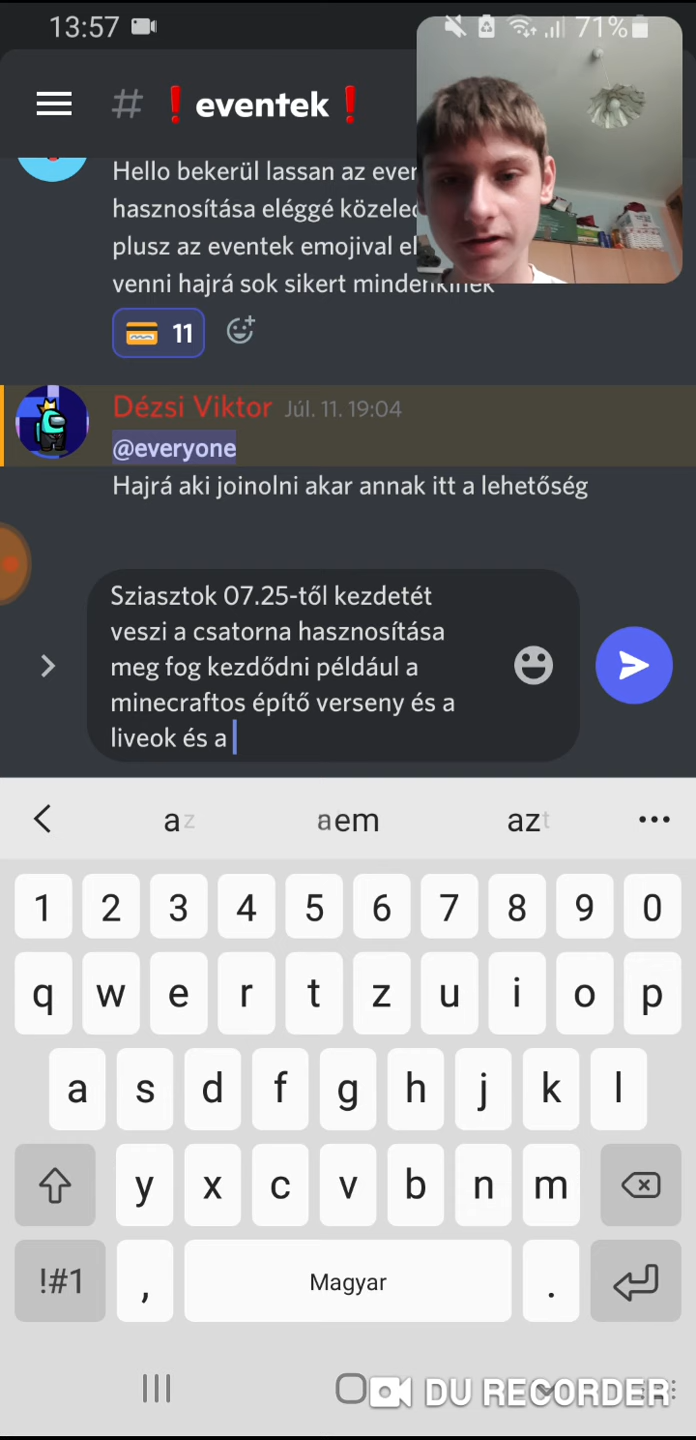 13:57
71%
# ❗eventek❗
Hello bekerül lassan az
hasznosítása eléggé
plusz az eventek emojival
venni hajrá sok sikert mindenkinek
11
Dézsi Viktor Júl. 11. 19:04
@everyone
Hajrá aki joinolni akar annak itt a lehetőség
Sziasztok 07.25-től kezdetét
veszi a csatorna hasznosítása
meg fog kezdődni például a
minecraftos építő verseny és a
liveok és a
az aem azt
1 2 3 4 5 6 7 8 9 0
q w e r t z u i o p
a s d f g h j k l
y x c v b n m
!#1 , Magyar .
DU RECORDER